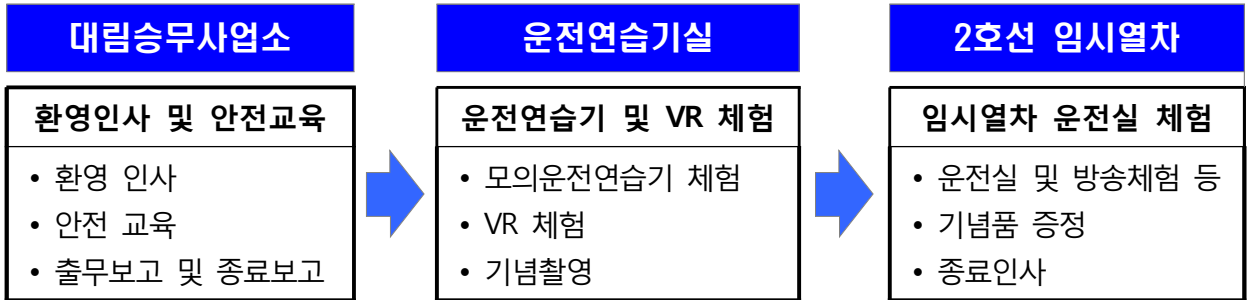 대림승무사업소
환영인사 및 안전교육
• 환영 인사
• 안전 교육
• 출무보고 및 종료보고
운전연습기실
운전연습기 및 VR 체험
• 모의운전연습기 체험
• VR 체험
• 기념촬영
2호선 임시열차
임시열차 운전실 체험
• 운전실 및 방송체험 등
• 기념품 증정
• 종료인사